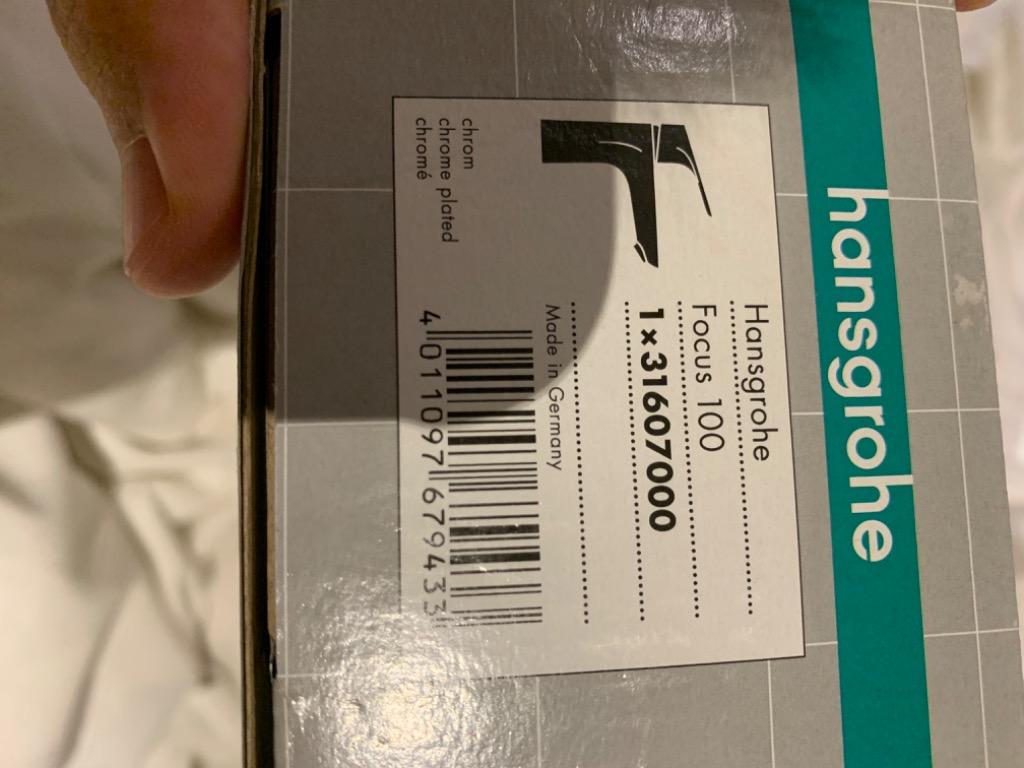 hansgrohe
Hansgrohe
Focus 100
1×31607000
Made in Germany
chrom
chrome plated
chromé
4 011097 679433